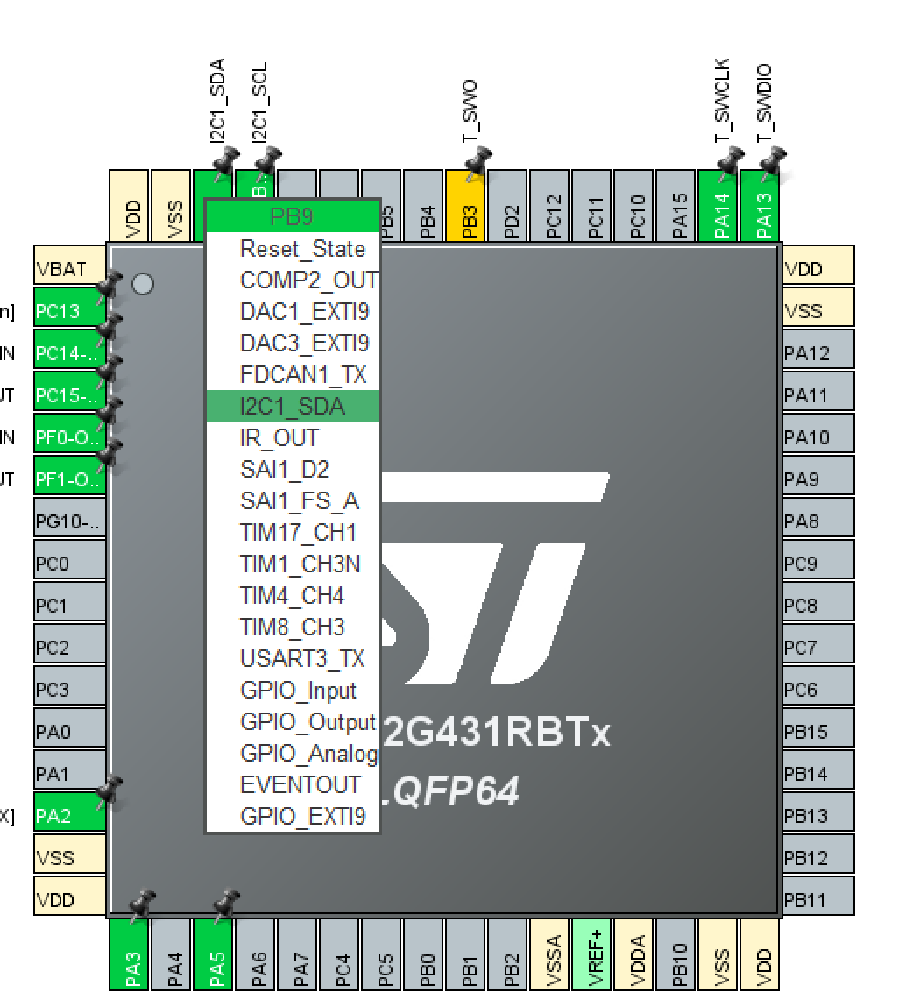 I2C1_SDA
I2C1_SCL
T_SWO
T_SWCLK
T_SWDIO
VDD
VSS
B..
PB5
PB4
PB3
PD2
PC12
PC11
PC10
PA15
PA14
PA13
PB9
Reset_State
COMP2_OUT
DAC1_EXTI9
DAC3_EXTI9
FDCAN1_TX
I2C1_SDA
IR_OUT
SAI1_D2
SAI1_FS_A
TIM17_CH1
TIM1_CH3N
TIM4_CH4
TIM8_CH3
USART3_TX
GPIO_Input
GPIO_Output
GPIO_Analog
EVENTOUT
GPIO_EXTI9
VBAT
n] PC13
IN PC14-..
UT PC15-..
IN PF0-O..
UT PF1-O..
PG10-..
PC0
PC1
PC2
PC3
PA0
PA1
X] PA2
VSS
VDD
2G431RBTx
.QFP64
VDD
VSS
PA12
PA11
PA10
PA9
PA8
PC9
PC8
PC7
PC6
PB15
PB14
PB13
PB12
PB11
PA3
PA4
PA5
PA6
PA7
PC4
PC5
PB0
PB1
PB2
VSSA
VREF+
VDDA
PB10
VSS
VDD